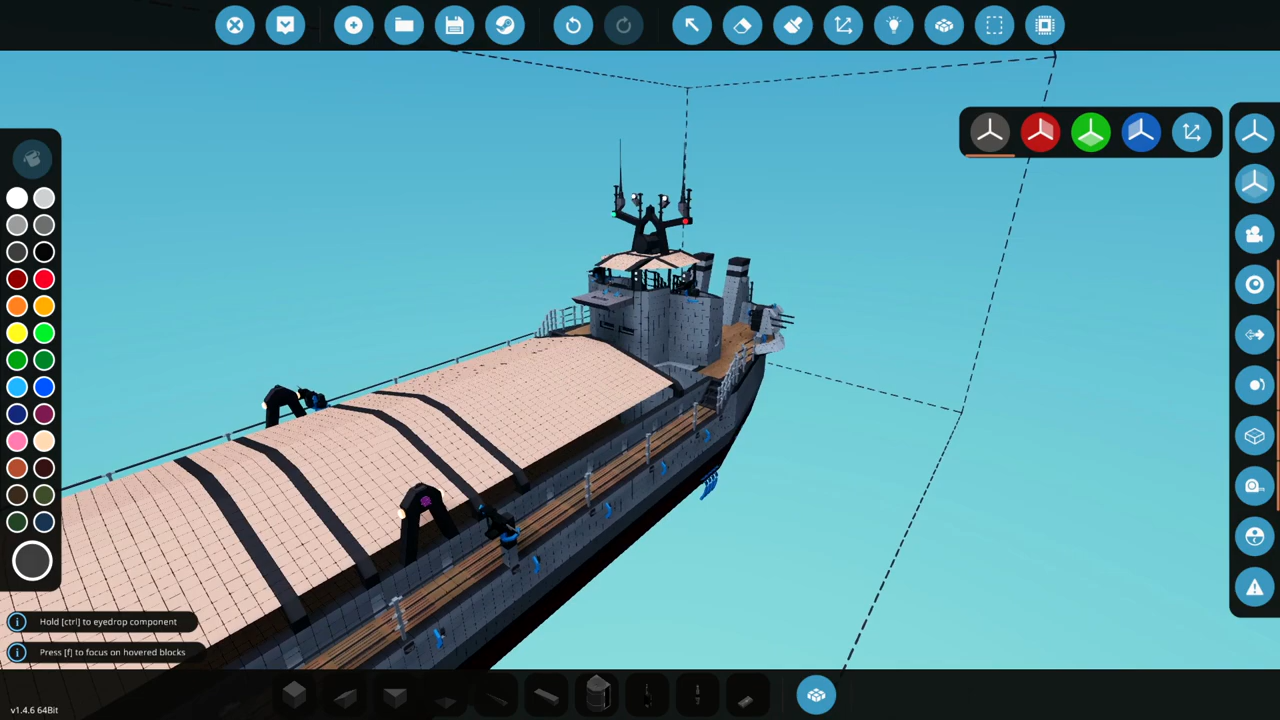 Hold [ctrl] to eyedrop component
Press [f] to focus on hovered blocks
v1.4.6 64Bit